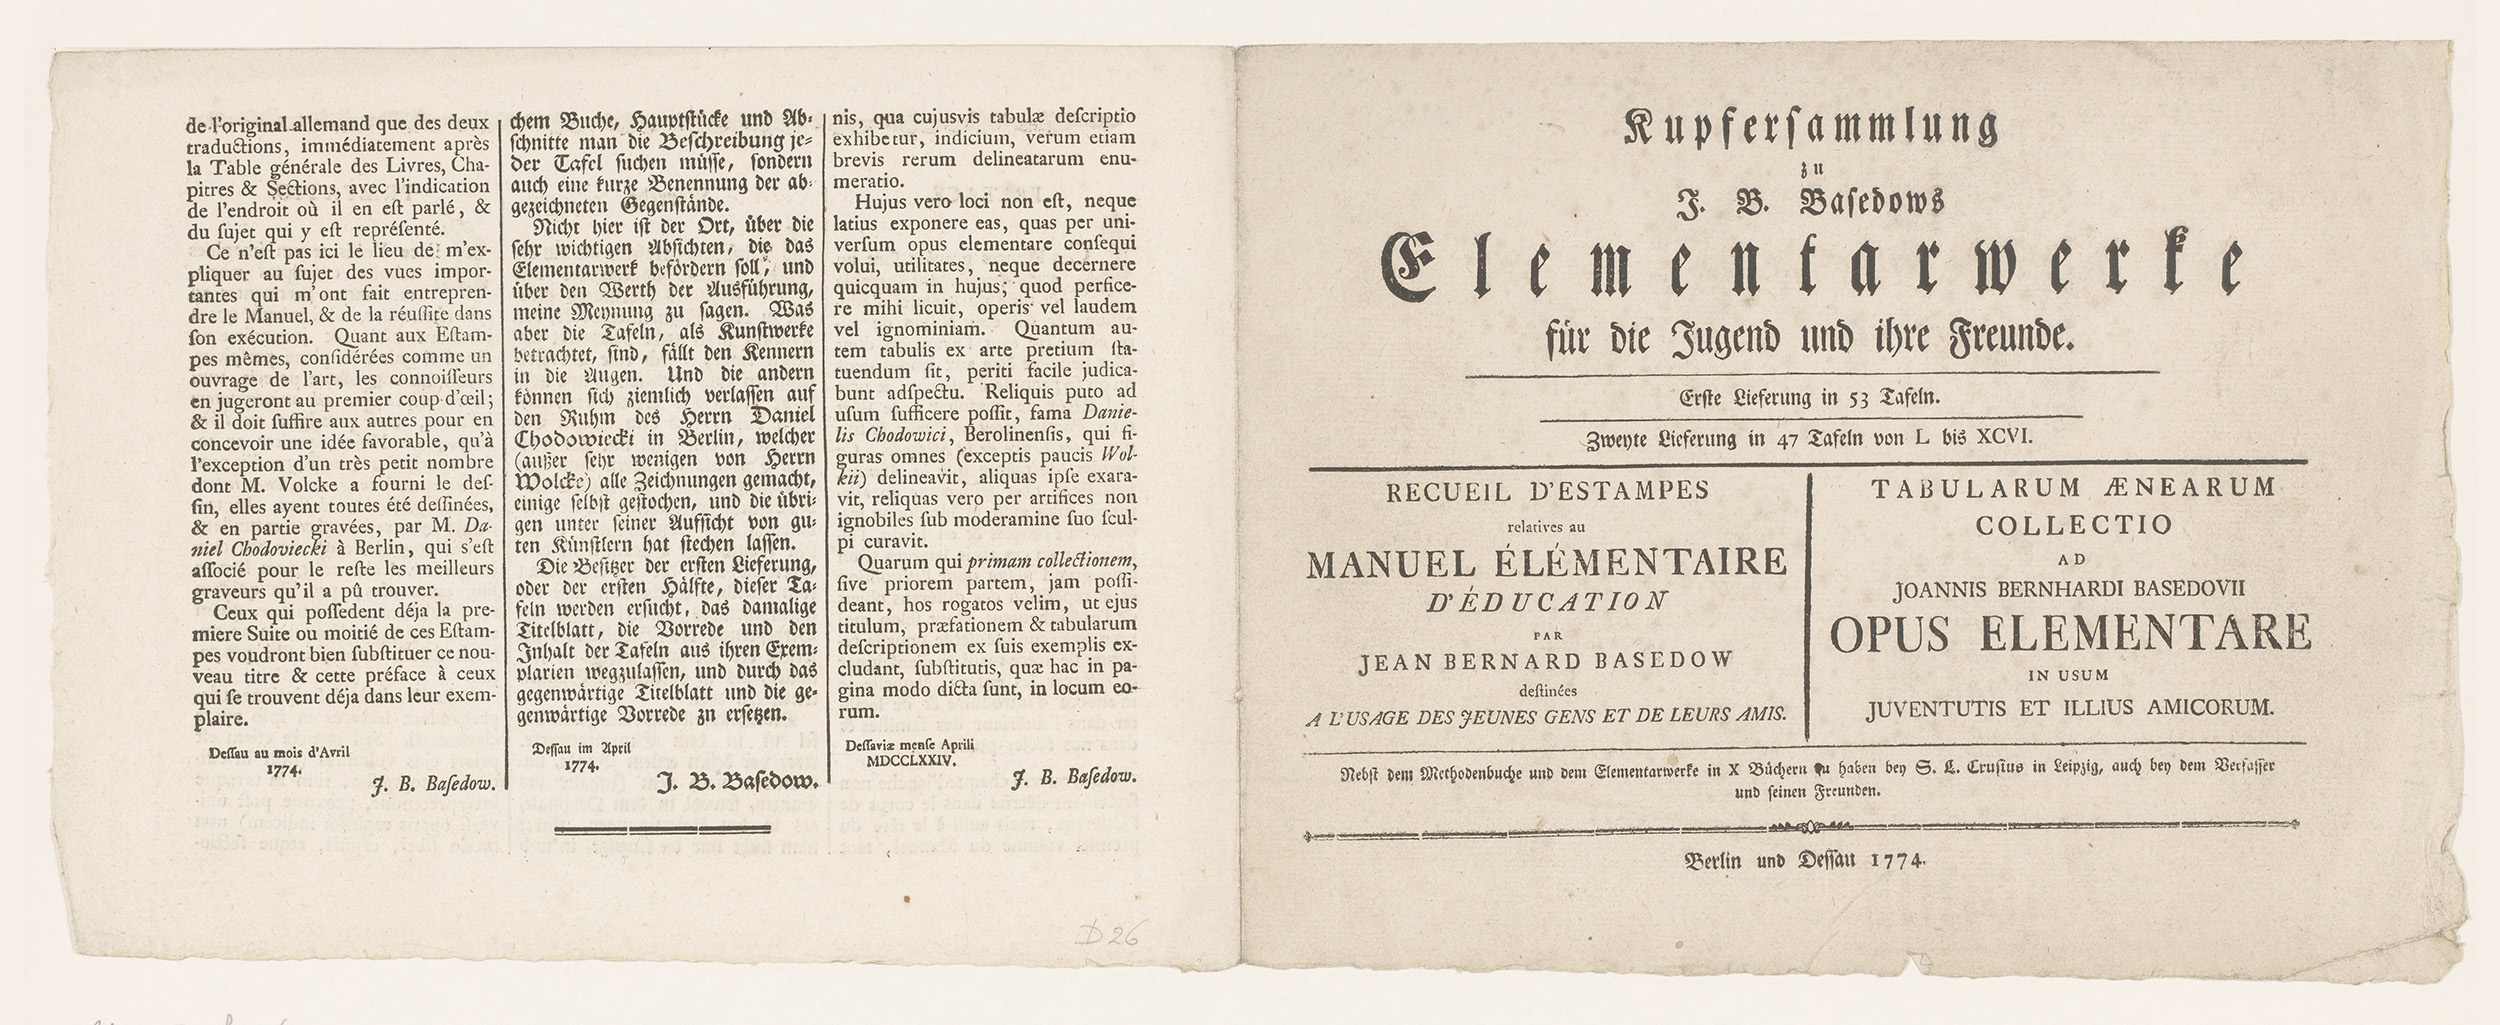 de l'original allemand que des deux
traductions, immédiatement après
la Table générale des Livres, Cha-
pitres & Sections, avec l'indication
de l'endroit où il en eſt parlé, &
du ſujet qui y eſt repréſenté.
Ce n'eſt pas ici le lieu de m'ex-
pliquer au ſujet des vues impor-
tantes qui m'ont fait entrepren-
dre le Manuel, & de la réuſſite dans
ſon exécution. Quant aux Eſtam-
pes mêmes, conſidérées comme un
ouvrage de l'art, les connoiſſeurs
en jugeront au premier coup d'œil;
& il doit ſuffire aux autres pour en
concevoir une idée favorable, qu'à
l'exception d'un très petit nombre
dont M. Volcke a fourni le deſ-
ſin, elles ayent toutes été deſſinées,
& en partie gravées, par M. Da-
niel Chodoviecki à Berlin, qui s'eſt
aſſocié pour le reſte les meilleurs
graveurs qu'il a pû trouver.
Ceux qui poſſedent déja la pre-
miere Suite ou moitié de ces Eſtam-
pes voudront bien ſubſtituer ce nou-
veau titre & cette préface à ceux
qui ſe trouvent déja dans leur exem-
plaire.
Deſſau au mois d'Avril
1774.
J. B. Baſedow.
chem Buche, Hauptſtücke und Ab-
ſchnitte man die Beſchreibung je-
der Tafel ſuchen müſſe, ſondern
auch eine kurze Benennung der ab-
gezeichneten Gegenſtände.
Nicht hier iſt der Ort, über die
ſehr wichtigen Abſichten, die das
Elementarwerk befördern ſoll, und
über den Werth der Ausführung,
meine Meynung zu ſagen. Was
aber die Tafeln, als Kunſtwerke
betrachtet, ſind, fällt den Kennern
in die Augen. Und die andern
können ſich ziemlich verlaſſen auf
den Ruhm des Herrn Daniel
Chodowiecki in Berlin, welcher
(außer ſehr wenigen von Herrn
Wolcke) alle Zeichnungen gemacht,
einige ſelbſt geſtochen, und die übri-
gen unter ſeiner Aufſicht von gu-
ten Künſtlern hat ſtechen laſſen.
Die Beſitzer der erſten Lieferung,
oder der erſten Hälfte, dieſer Ta-
feln werden erſucht, das damalige
Titelblatt, die Vorrede und den
Inhalt der Tafeln aus ihren Exem-
plarien wegzulaſſen, und durch das
gegenwärtige Titelblatt und die ge-
genwärtige Vorrede zu erſetzen.
Deſſau im April
1774.
J. B. Baſedow.
nis, qua cujusvis tabulæ deſcriptio
exhibetur, indicium, verum etiam
brevis rerum delineatarum enu-
meratio.
Hujus vero loci non eſt, neque
latius exponere eas, quas per uni-
verſum opus elementare conſequi
volui, utilitates, neque decernere
quicquam in hujus, quod perfice-
re mihi licuit, operis vel laudem
vel ignominiam. Quantum au-
tem tabulis ex arte pretium ſta-
tuendum ſit, periti facile judica-
bunt adſpectu. Reliquis puto ad
uſum ſufficere poſſit, fama Danie-
lis Chodowici, Berolinenſis, qui fi-
guras omnes (exceptis paucis Wol-
kii) delineavit, aliquas ipſe exara-
vit, reliquas vero per artifices non
ignobiles ſub moderamine ſuo ſcul-
pi curavit.
Quarum qui primam collectionem,
ſive priorem partem, jam poſſi-
deant, hos rogatos velim, ut ejus
titulum, præfationem & tabularum
deſcriptionem ex ſuis exemplis ex-
cludant, ſubſtitutis, quæ hac in pa-
gina modo dicta ſunt, in locum eo-
rum.
Deſſaviæ menſe Aprili
MDCCLXXIV.
J. B. Baſedow.
D 26
Kupferſammlung
zu
J. B. Baſedows
Elementarwerke
für die Jugend und ihre Freunde.
Erſte Lieferung in 53 Tafeln.
Zweyte Lieferung in 47 Tafeln von L bis XCVI.
RECUEIL D'ESTAMPES
relatives au
MANUEL ÉLÉMENTAIRE
D'ÉDUCATION
PAR
JEAN BERNARD BASEDOW
deſtinées
A L'USAGE DES JEUNES GENS ET DE LEURS AMIS.
TABULARUM ÆNEARUM
COLLECTIO
AD
JOANNIS BERNHARDI BASEDOVII
OPUS ELEMENTARE
IN USUM
JUVENTUTIS ET ILLIUS AMICORUM.
Nebſt dem Methodenbuche und dem Elementarwerke in X Büchern zu haben bey S. L. Cruſius in Leipzig, auch bey dem Verfaſſer
und ſeinen Freunden.
Berlin und Deſſau 1774.